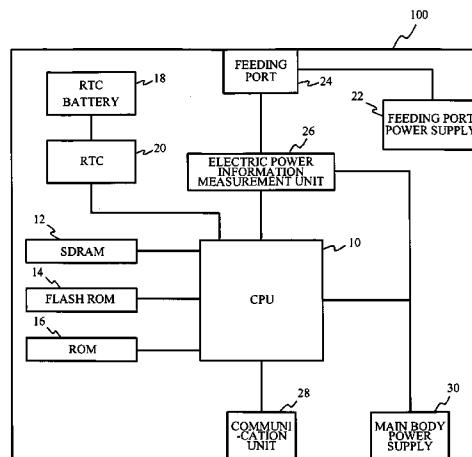 100
RTC
BATTERY
18
FEEDING
PORT
24
22
FEEDING PORT
POWER SUPPLY
RTC
20
26
ELECTRIC POWER
INFORMATION
MEASUREMENT UNIT
12
SDRAM
10
CPU
14
FLASH ROM
16
ROM
28
COMMUNI
-CATION
UNIT
30
MAIN BODY
POWER
SUPPLY